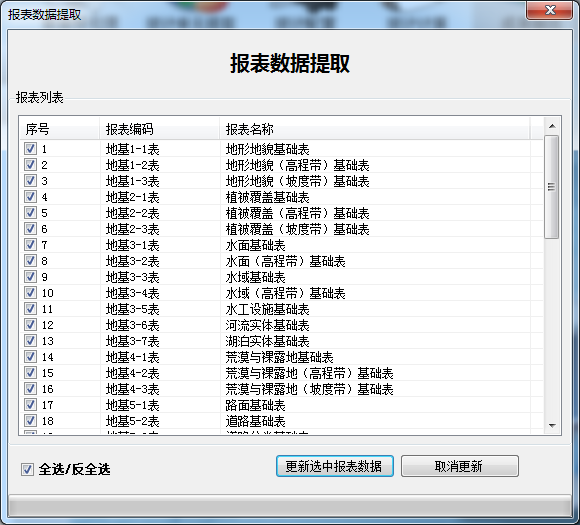 报表数据提取
报表数据提取
报表列表
序号 报表编码 报表名称
1 地基1-1表 地形地貌基础表
2 地基1-2表 地形地貌（高程带）基础表
3 地基1-3表 地形地貌（坡度带）基础表
4 地基2-1表 植被覆盖基础表
5 地基2-2表 植被覆盖（高程带）基础表
6 地基2-3表 植被覆盖（坡度带）基础表
7 地基3-1表 水面基础表
8 地基3-2表 水面（高程带）基础表
9 地基3-3表 水域基础表
10 地基3-4表 水域（高程带）基础表
11 地基3-5表 水工设施基础表
12 地基3-6表 河流实体基础表
13 地基3-7表 湖泊实体基础表
14 地基4-1表 荒漠与裸露地基础表
15 地基4-2表 荒漠与裸露地（高程带）基础表
16 地基4-3表 荒漠与裸露地（坡度带）基础表
17 地基5-1表 路面基础表
18 地基5-2表 道路基础表
全选/反全选 更新选中报表数据 取消更新